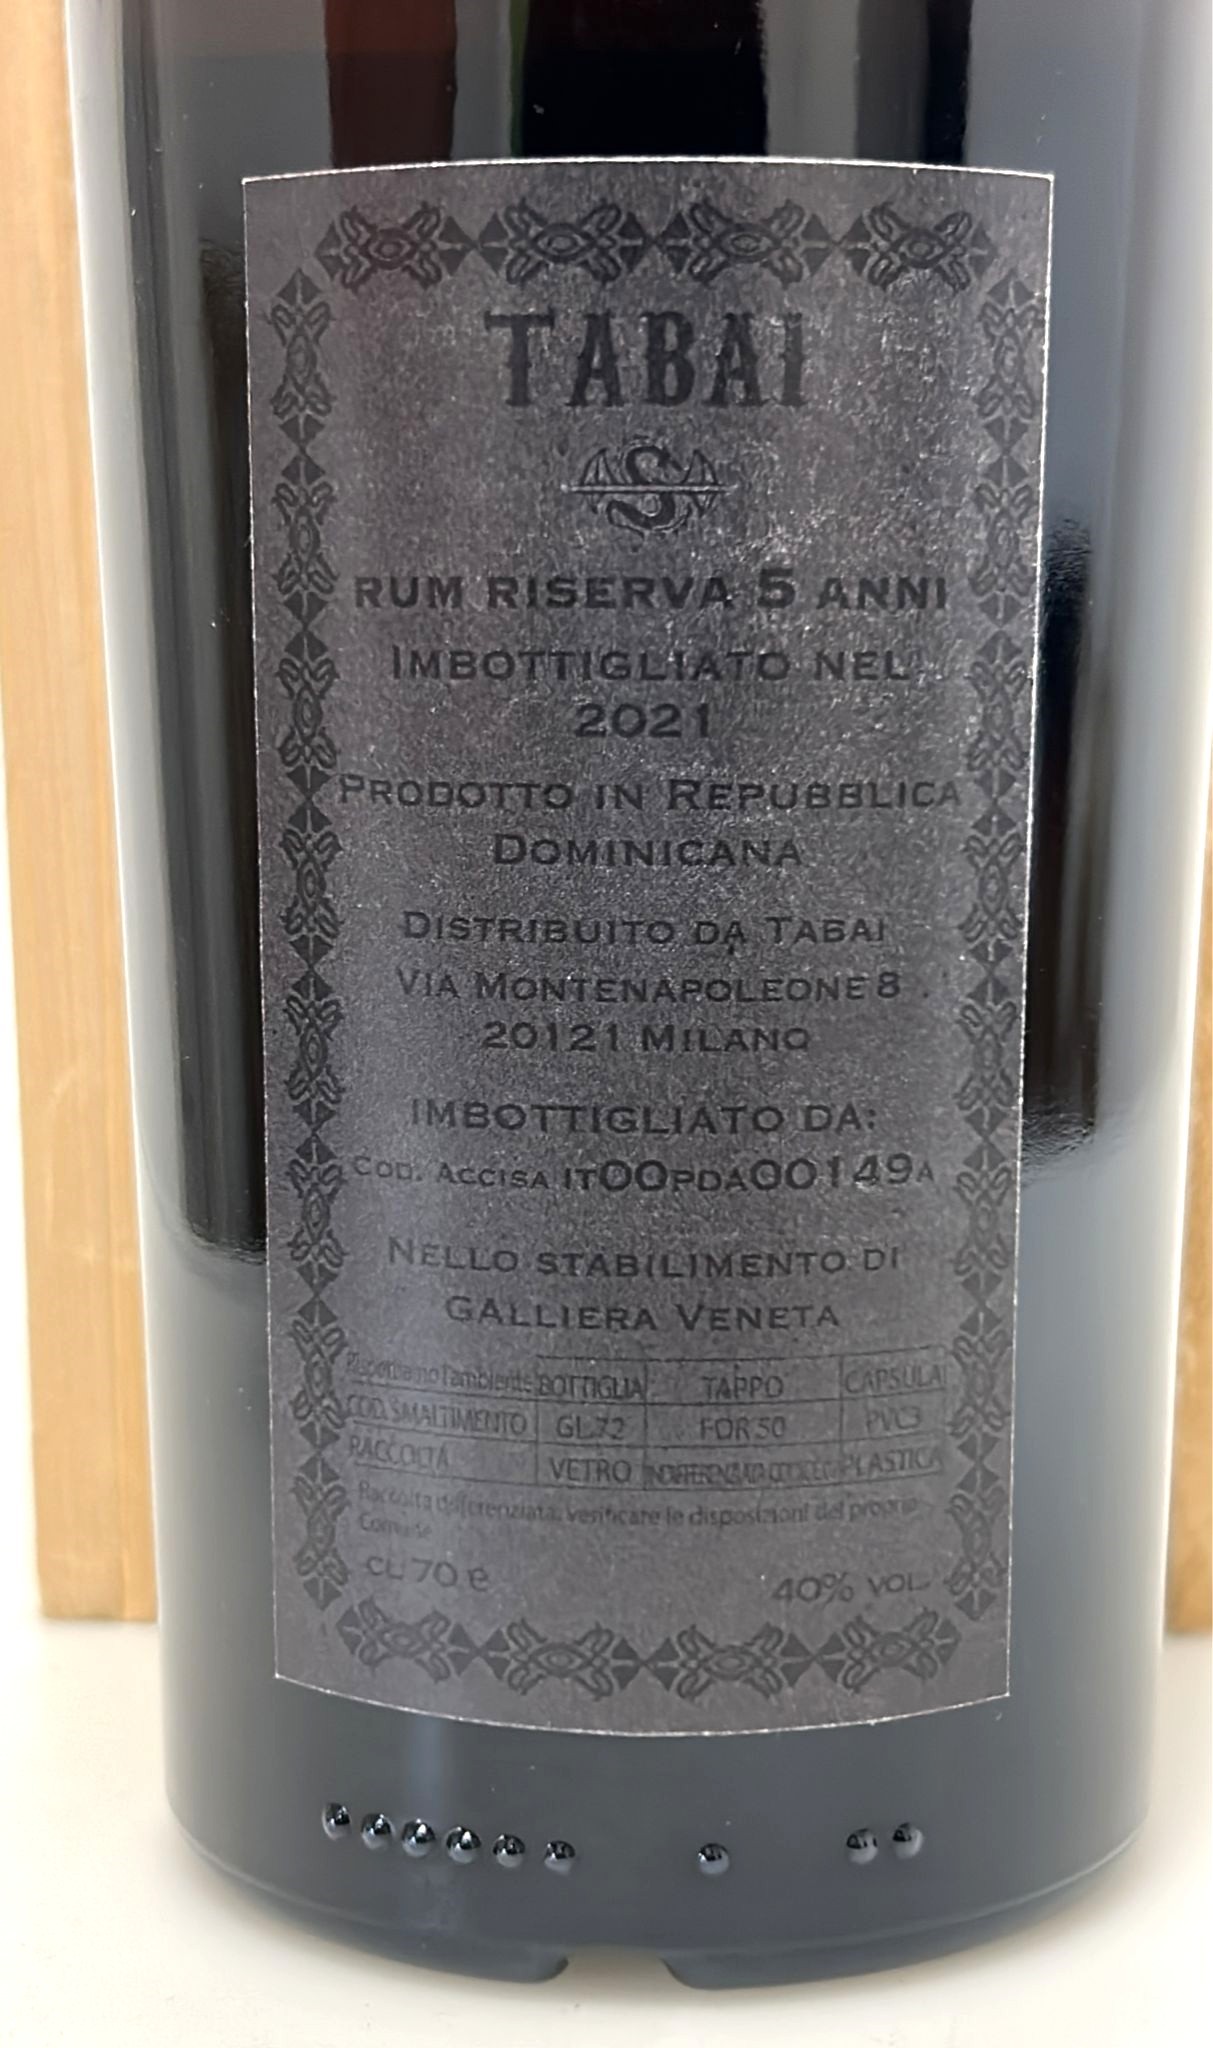 TABAI
S
RUM RISERVA 5 ANNI
IMBOTTIGLIATO NEL
2021
PRODOTTO IN REPUBBLICA
DOMINICANA
DISTRIBUITO DA TABAI
VIA MONTENAPOLEONE 8
20121 MILANO
IMBOTTIGLIATO DA:
COD. ACCISA IT00PDA00149A
NELLO STABILIMENTO DI
GALLIERA VENETA
Rispettiamo l'ambiente BOTTIGLIA TAPPO CAPSULA
COD. SMALTIMENTO GL 72 FOR 50 PVC3
RACCOLTA VETRO PLASTICA
Raccolta differenziata. Verificare le disposizioni del proprio
Comune
CL 70 e 40% VOL.